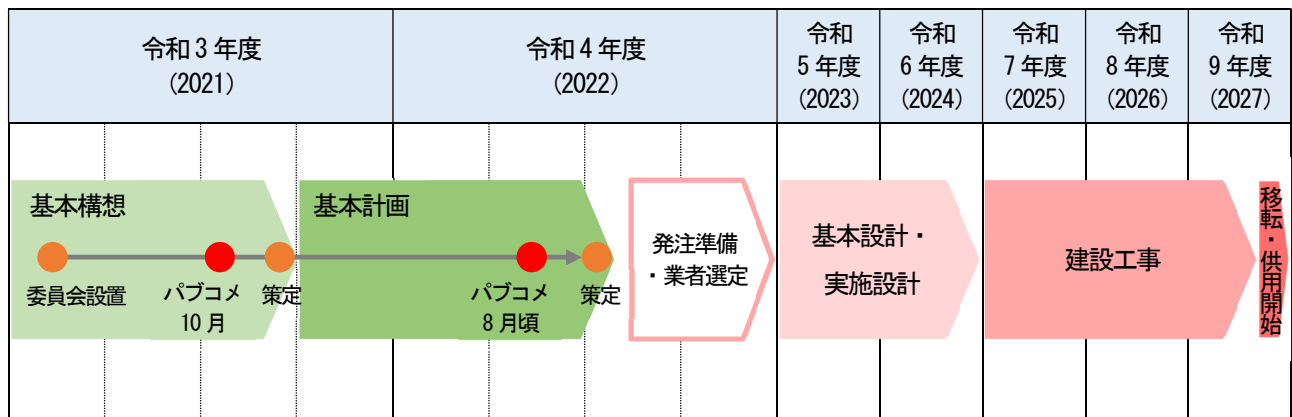 令和３年度
（2021）
令和４年度
（2022）
令和
５年度
（2023）
令和
６年度
（2024）
令和
７年度
（2025）
令和
８年度
（2026）
令和
９年度
（2027）
基本構想
委員会設置
パブコメ
10 月
策定
基本計画
パブコメ
８月頃
策定
発注準備
・業者選定
基本設計・
実施設計
建設工事
移転・供用開始